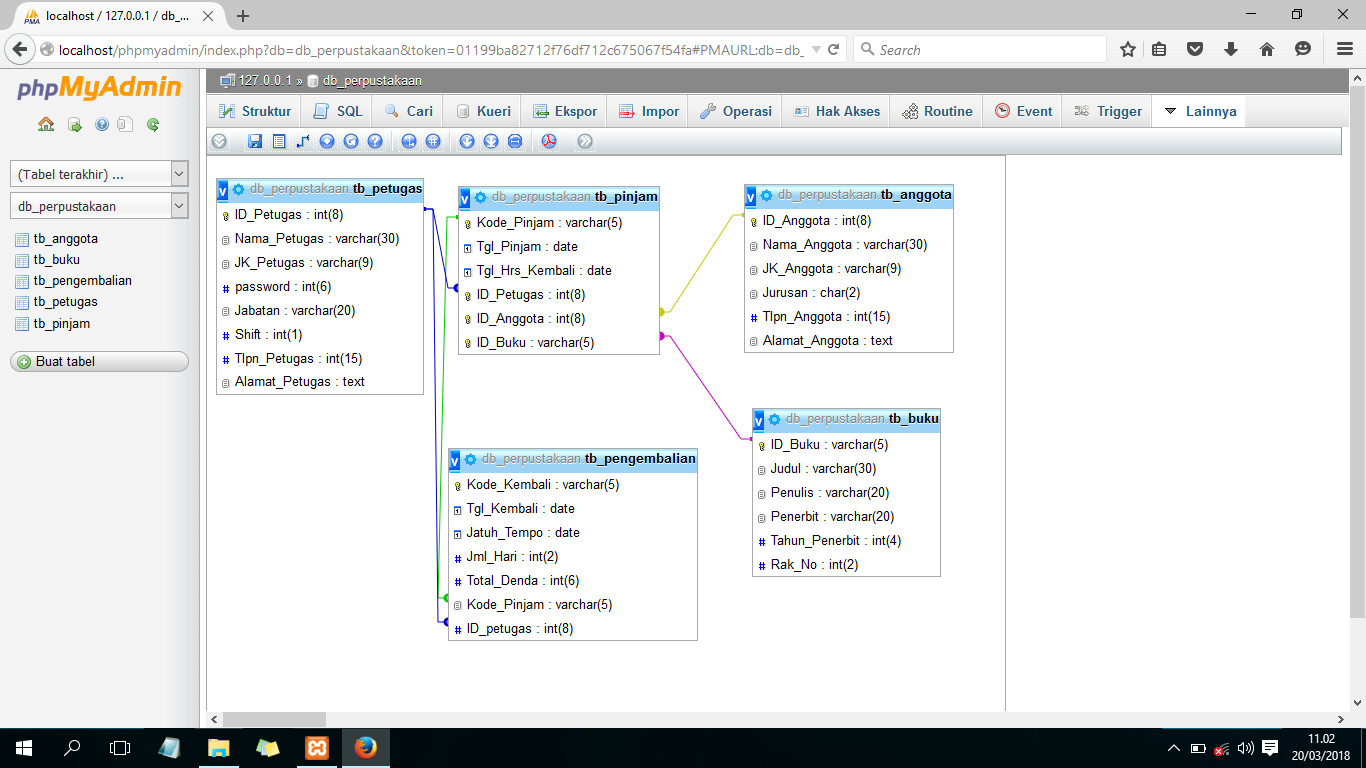 localhost / 127.0.0.1 / db_...
localhost/phpmyadmin/index.php?db=db_perpustakaan&token=01199ba82712f76df712c675067f54fa#PMAURL:db=db_
Search
phpMyAdmin
(Tabel terakhir) ...
db_perpustakaan
tb_anggota
tb_buku
tb_pengembalian
tb_petugas
tb_pinjam
Buat tabel
127.0.0.1 » db_perpustakaan
Struktur SQL Cari Kueri Ekspor Impor Operasi Hak Akses Routine Event Trigger Lainnya
v db_perpustakaan.tb_petugas
ID_Petugas : int(8)
Nama_Petugas : varchar(30)
JK_Petugas : varchar(9)
# password : int(6)
Jabatan : varchar(20)
# Shift : int(1)
# Tlpn_Petugas : int(15)
Alamat_Petugas : text
v db_perpustakaan.tb_pinjam
Kode_Pinjam : varchar(5)
Tgl_Pinjam : date
Tgl_Hrs_Kembali : date
ID_Petugas : int(8)
ID_Anggota : int(8)
ID_Buku : varchar(5)
v db_perpustakaan.tb_anggota
ID_Anggota : int(8)
Nama_Anggota : varchar(30)
JK_Anggota : varchar(9)
Jurusan : char(2)
# Tlpn_Anggota : int(15)
Alamat_Anggota : text
v db_perpustakaan.tb_buku
ID_Buku : varchar(5)
Judul : varchar(30)
Penulis : varchar(20)
Penerbit : varchar(20)
# Tahun_Penerbit : int(4)
# Rak_No : int(2)
v db_perpustakaan.tb_pengembalian
Kode_Kembali : varchar(5)
Tgl_Kembali : date
Jatuh_Tempo : date
# Jml_Hari : int(2)
# Total_Denda : int(6)
Kode_Pinjam : varchar(5)
# ID_petugas : int(8)
11.02
20/03/2018